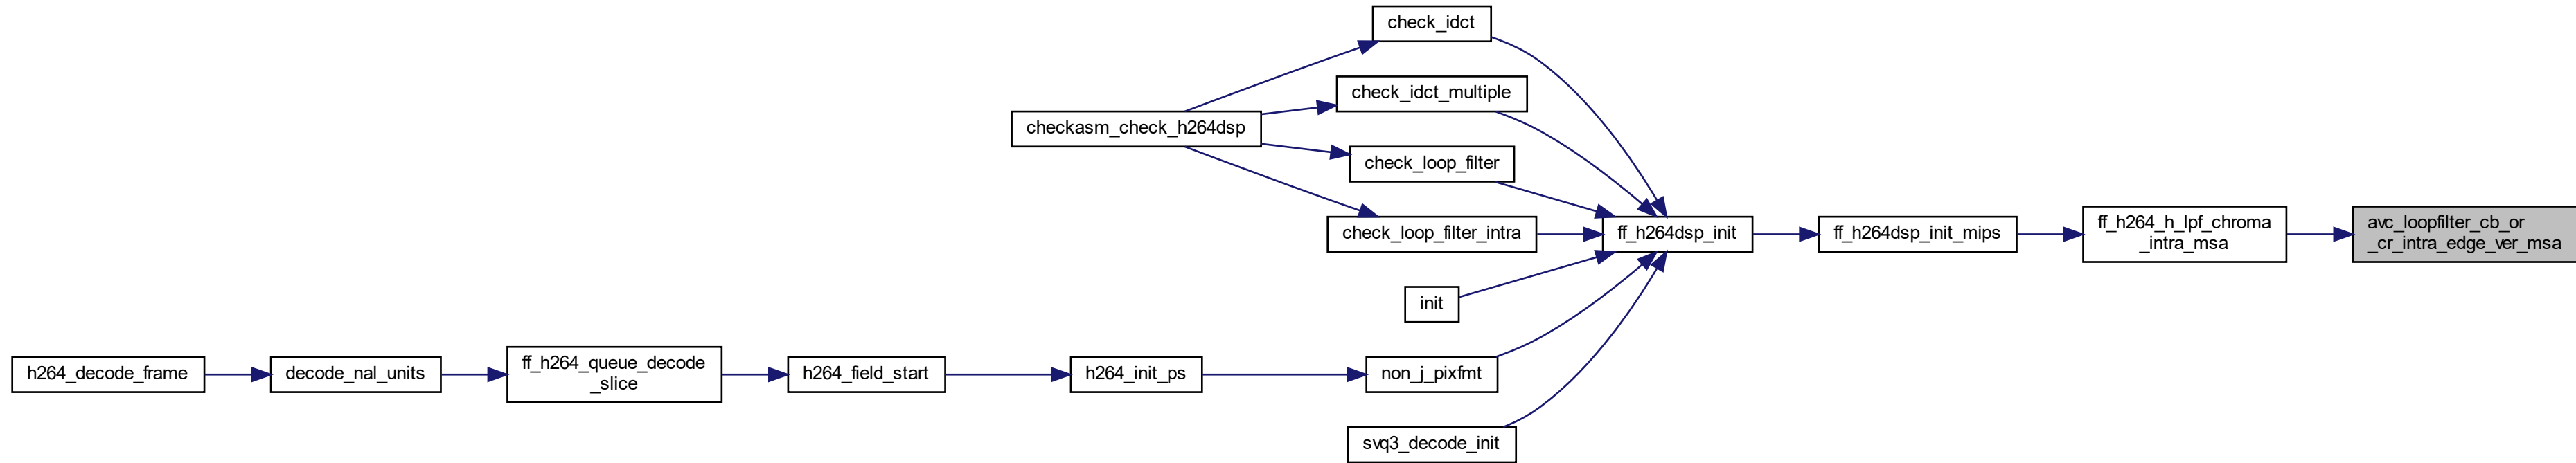 check_idct
check_idct_multiple
checkasm_check_h264dsp
check_loop_filter
check_loop_filter_intra
ff_h264dsp_init
ff_h264dsp_init_mips
ff_h264_h_lpf_chroma
_intra_msa
avc_loopfilter_cb_or
_cr_intra_edge_ver_msa
init
h264_decode_frame
decode_nal_units
ff_h264_queue_decode
_slice
h264_field_start
h264_init_ps
non_j_pixfmt
svq3_decode_init